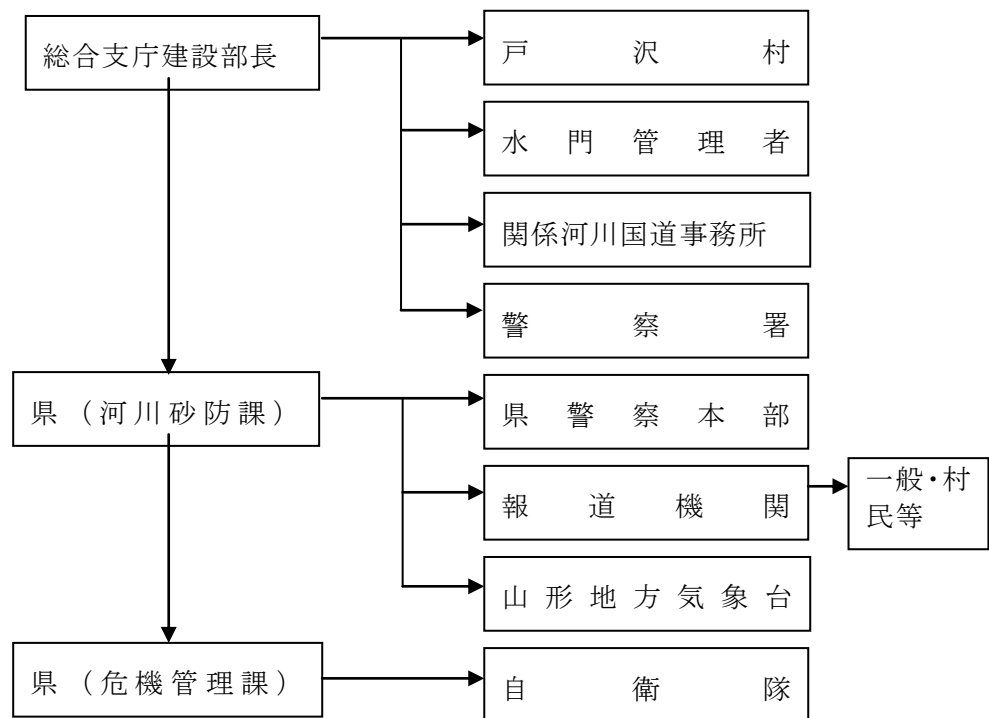 総合支庁建設部長
戸沢村
水門管理者
関係河川国道事務所
警察署
県（河川砂防課）
県警察本部
報道機関
一般・村
民等
山形地方気象台
県（危機管理課）
自衛隊